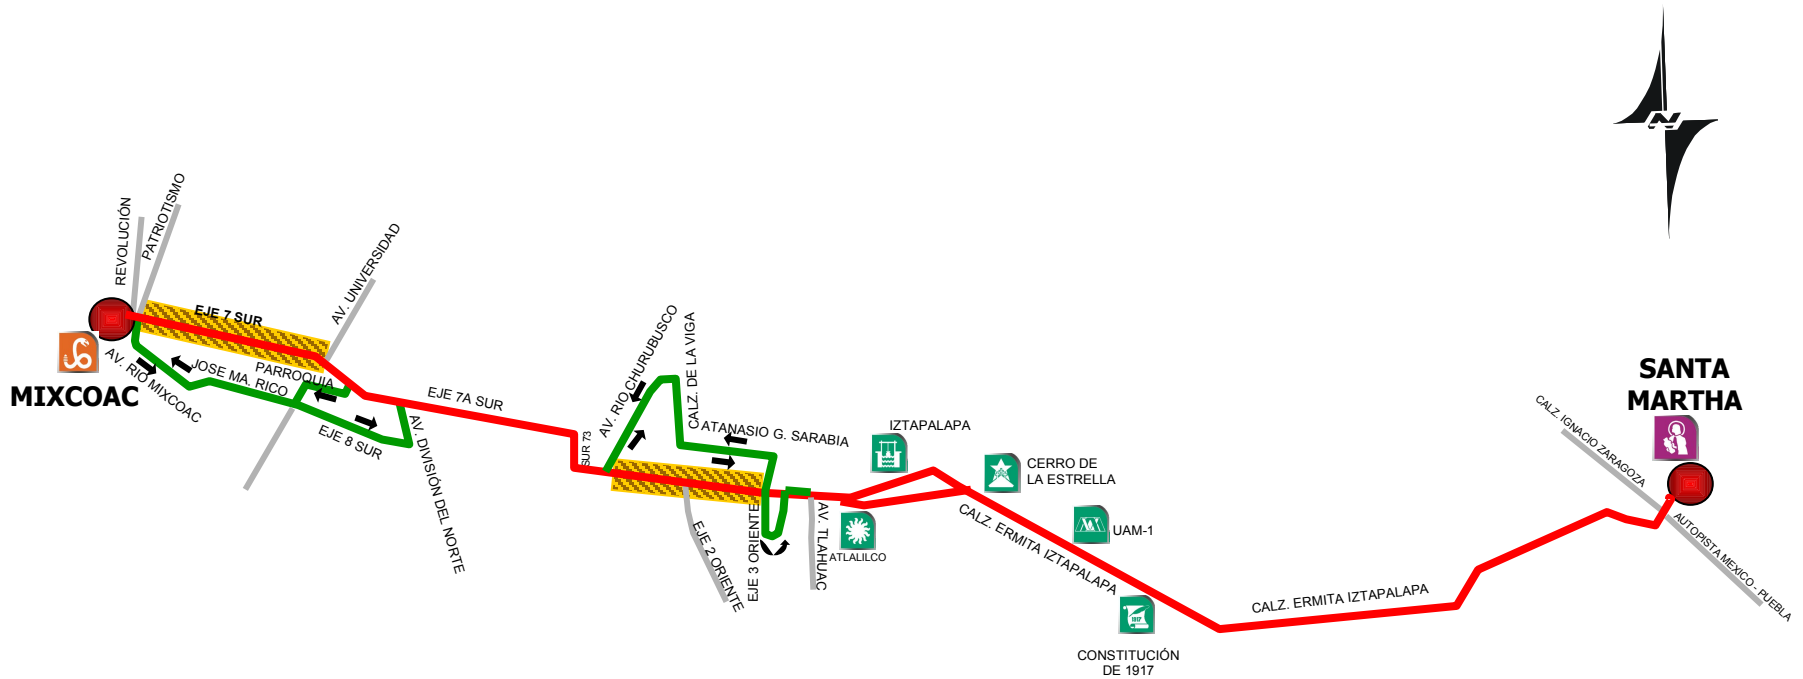 N
REVOLUCIÓN
PATRIOTISMO
AV. UNIVERSIDAD
EJE 7 SUR
MIXCOAC
AV. RIO MIXCOAC
JOSE MA. RICO
PARROQUIA
EJE 8 SUR
EJE 7A SUR
AV. DIVISIÓN DEL NORTE
SUR 73
AV. RIO CHURUBUSCO
CALZ. DE LA VIGA
ATANASIO G. SARABIA
EJE 2 ORIENTE
EJE 3 ORIENTE
AV. TLAHUAC
IZTAPALAPA
ATLALILCO
CERRO DE
LA ESTRELLA
UAM-1
CALZ. ERMITA IZTAPALAPA
1917
CONSTITUCIÓN
DE 1917
CALZ. ERMITA IZTAPALAPA
SANTA
MARTHA
CALZ. IGNACIO ZARAGOZA
AUTOPISTA MEXICO - PUEBLA